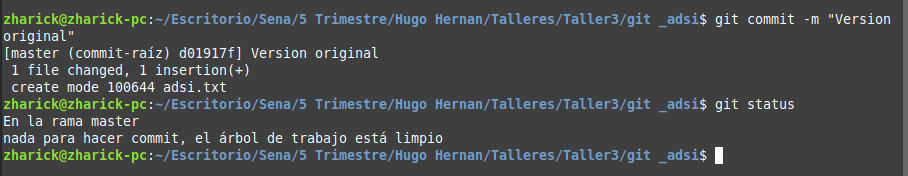 zharick@zharick-pc:~/Escritorio/Sena/5 Trimestre/Hugo Hernan/Talleres/Taller3/git _adsi$ git commit -m "Version
original"
[master (commit-raíz) d01917f] Version original
 1 file changed, 1 insertion(+)
 create mode 100644 adsi.txt
zharick@zharick-pc:~/Escritorio/Sena/5 Trimestre/Hugo Hernan/Talleres/Taller3/git _adsi$ git status
En la rama master
nada para hacer commit, el árbol de trabajo está limpio
zharick@zharick-pc:~/Escritorio/Sena/5 Trimestre/Hugo Hernan/Talleres/Taller3/git _adsi$